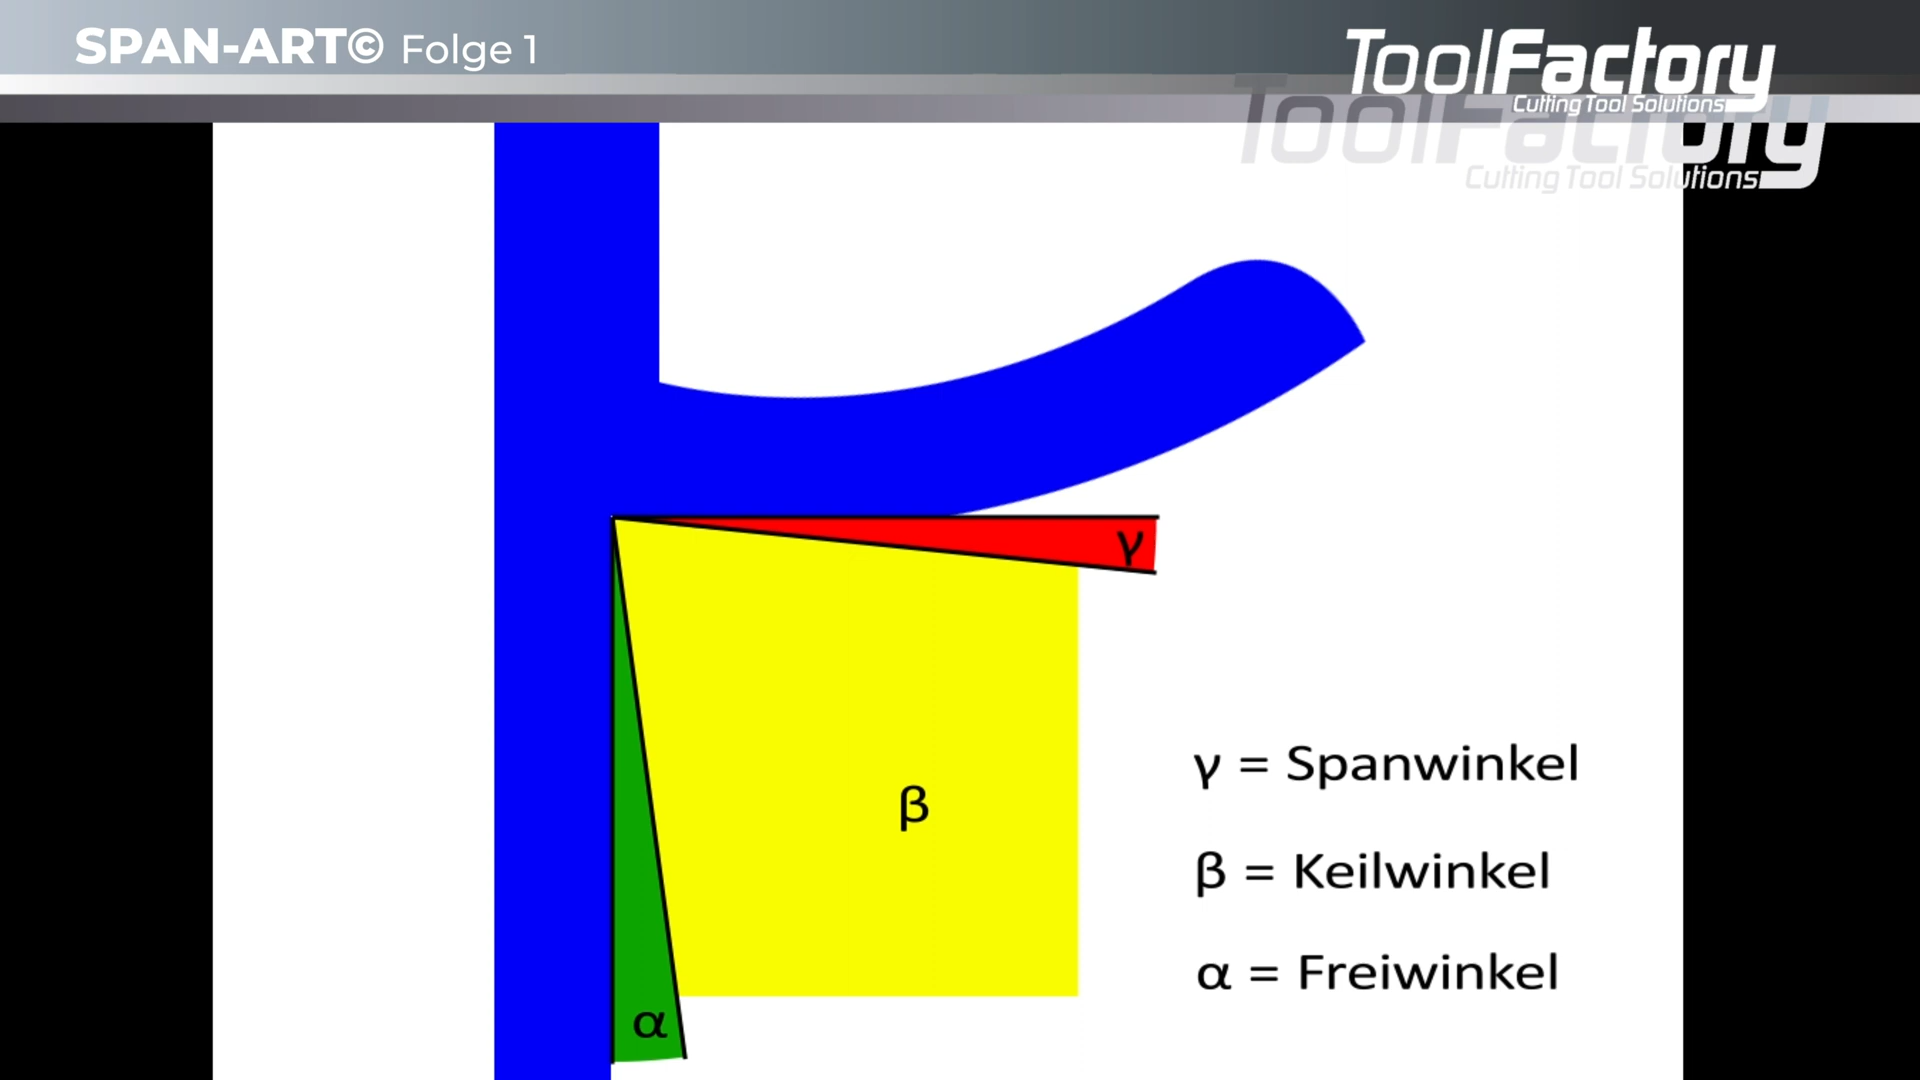 SPAN-ART© Folge 1
ToolFactory
Cutting Tool Solutions
ToolFactory
Cutting Tool Solutions
γ
β
α
γ = Spanwinkel
β = Keilwinkel
α = Freiwinkel